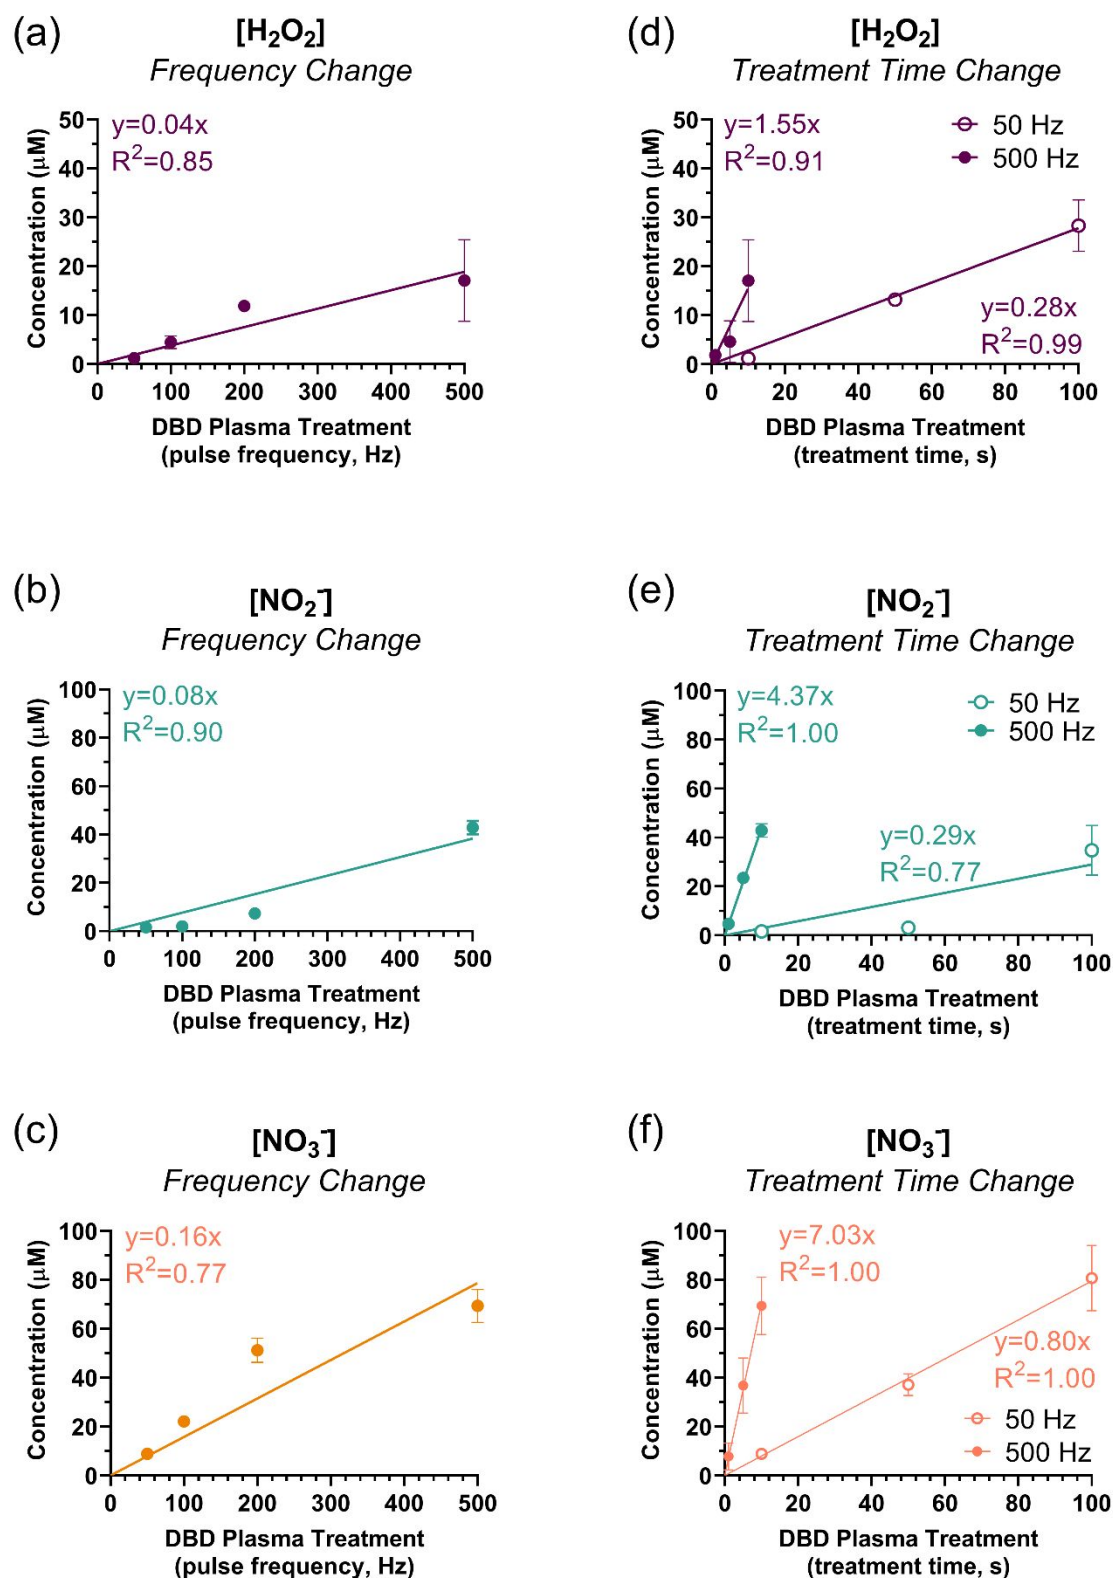 (a)
[H₂O₂]
Frequency Change
y=0.04x
R²=0.85
Concentration (μM)
50
40
30
20
10
0
0 100 200 300 400 500
DBD Plasma Treatment
(pulse frequency, Hz)
(d)
[H₂O₂]
Treatment Time Change
y=1.55x
R²=0.91
50 Hz
500 Hz
Concentration (μM)
50
40
30
20
10
0
y=0.28x
R²=0.99
0 20 40 60 80 100
DBD Plasma Treatment
(treatment time, s)
(b)
[NO₂⁻]
Frequency Change
y=0.08x
R²=0.90
Concentration (μM)
100
80
60
40
20
0
0 100 200 300 400 500
DBD Plasma Treatment
(pulse frequency, Hz)
(e)
[NO₂⁻]
Treatment Time Change
y=4.37x
R²=1.00
50 Hz
500 Hz
Concentration (μM)
100
80
60
40
20
0
y=0.29x
R²=0.77
0 20 40 60 80 100
DBD Plasma Treatment
(treatment time, s)
(c)
[NO₃⁻]
Frequency Change
y=0.16x
R²=0.77
Concentration (μM)
100
80
60
40
20
0
0 100 200 300 400 500
DBD Plasma Treatment
(pulse frequency, Hz)
(f)
[NO₃⁻]
Treatment Time Change
y=7.03x
R²=1.00
Concentration (μM)
100
80
60
40
20
0
y=0.80x
R²=1.00
50 Hz
500 Hz
0 20 40 60 80 100
DBD Plasma Treatment
(treatment time, s)